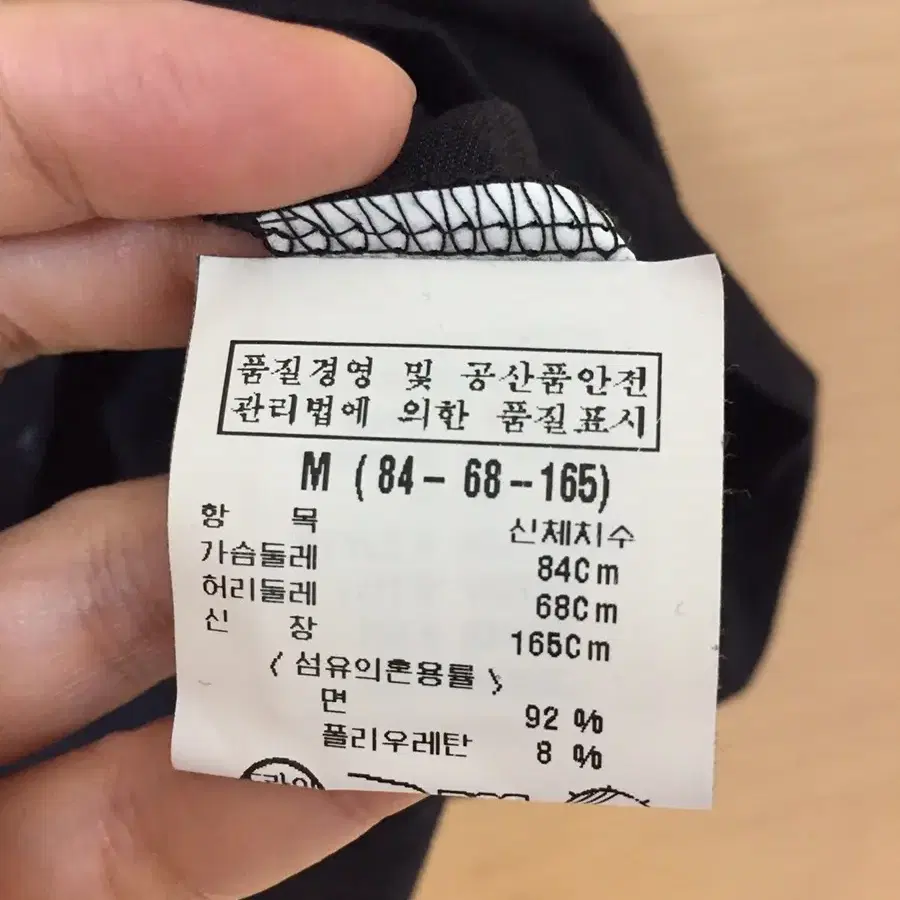 품질경영 및 공산품안전
관리법에 의한 품질표시
M ( 84- 68--165)
항 목 신체치수
가슴둘레 84Cm
허리둘레 68Cm
신 장 165Cm
( 섬유의혼용률 )
면 92 %
폴리우레탄 8 %